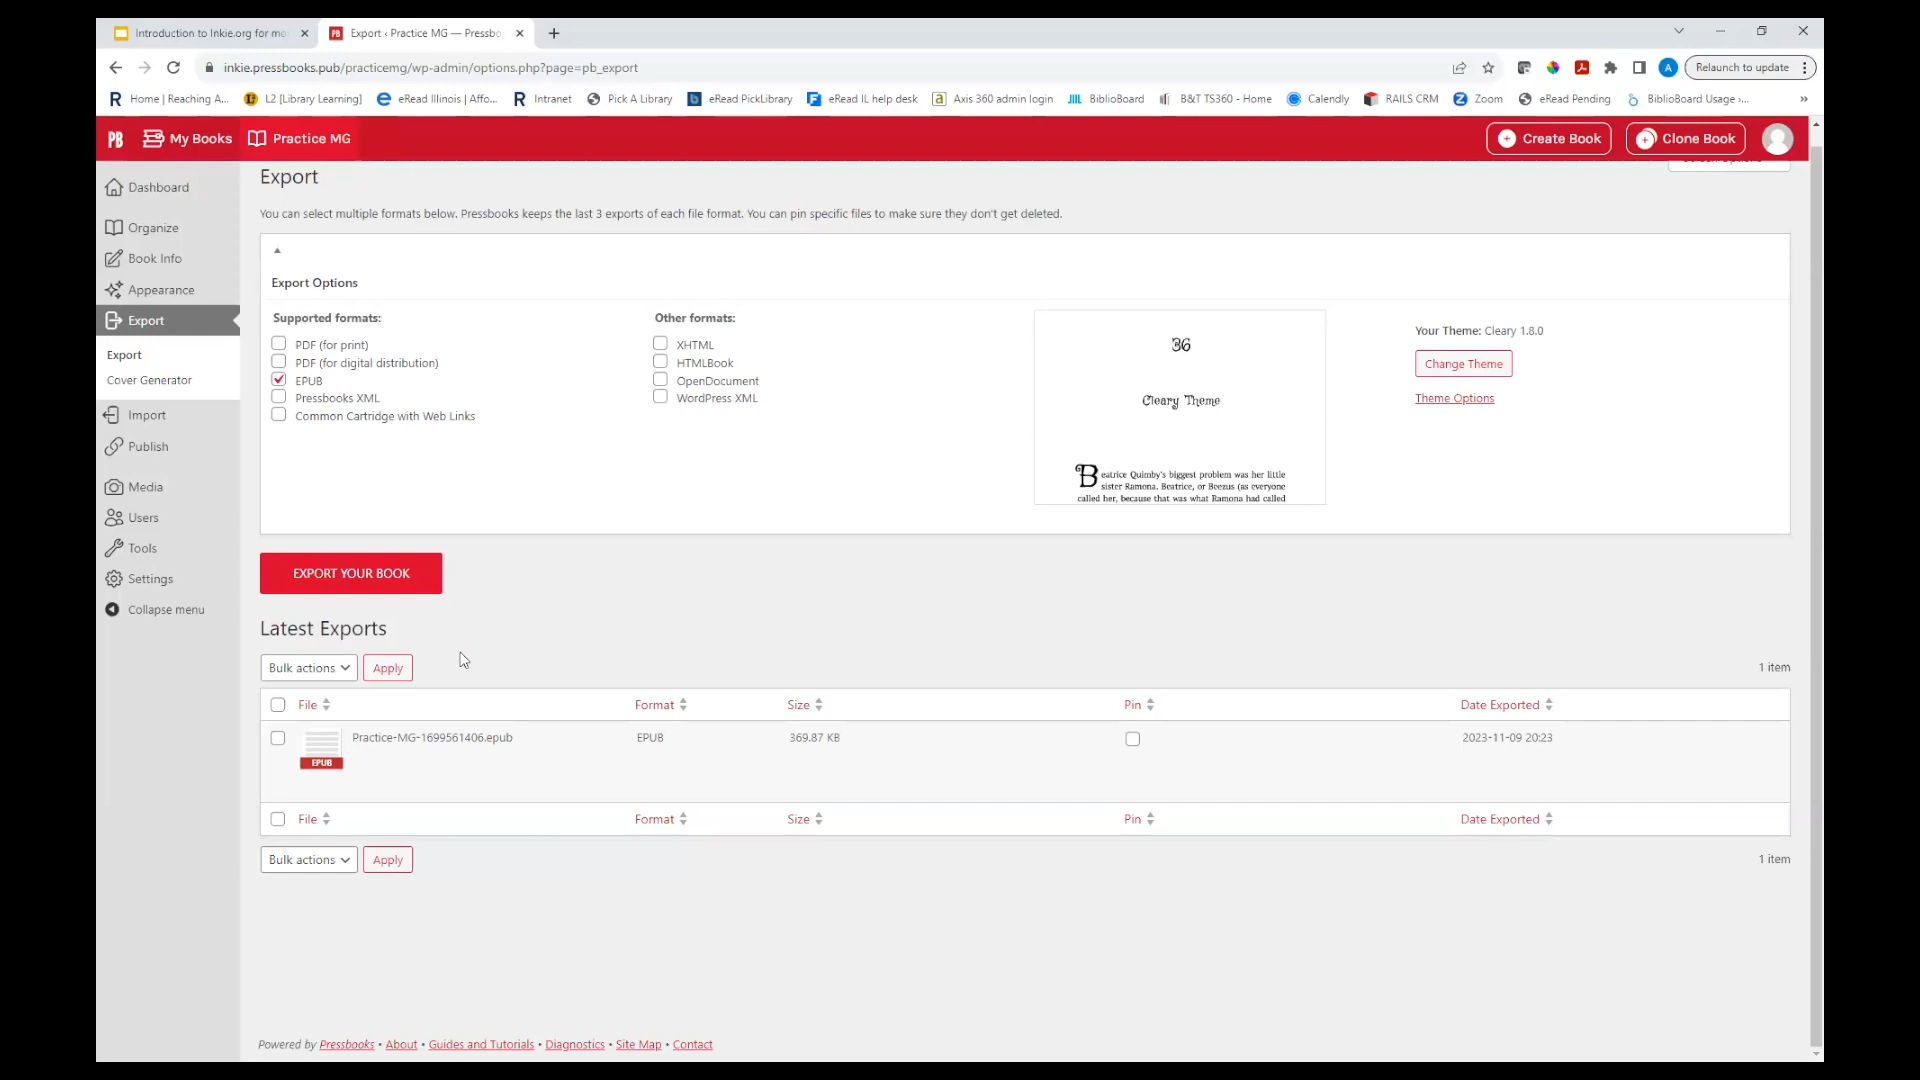 Introduction to Inkie.org for mo
Export ‹ Practice MG — Pressbo
inkie.pressbooks.pub/practicemg/wp-admin/options.php?page=pb_export
A
Relaunch to update
Home | Reaching A...
L2 [Library Learning]
eRead Illinois | Affo...
Intranet
Pick A Library
eRead PickLibrary
eRead IL help desk
Axis 360 admin login
BiblioBoard
B&T TS360 - Home
Calendly
RAILS CRM
Zoom
eRead Pending
BiblioBoard Usage ›...
»
PB
My Books
Practice MG
Create Book
Clone Book
Dashboard
Organize
Book Info
Appearance
Export
Export
Cover Generator
Import
Publish
Media
Users
Tools
Settings
Collapse menu
Export
You can select multiple formats below. Pressbooks keeps the last 3 exports of each file format. You can pin specific files to make sure they don't get deleted.
Export Options
Supported formats:
PDF (for print)
PDF (for digital distribution)
EPUB
Pressbooks XML
Common Cartridge with Web Links
Other formats:
XHTML
HTMLBook
OpenDocument
WordPress XML
36
Cleary Theme
Beatrice Quimby's biggest problem was her little
sister Ramona. Beatrice, or Beezus (as everyone
called her, because that was what Ramona had called
Your Theme: Cleary 1.8.0
Change Theme
Theme Options
EXPORT YOUR BOOK
Latest Exports
Bulk actions Apply
1 item
File Format Size Pin Date Exported
EPUB
Practice-MG-1699561406.epub EPUB 369.87 KB 2023-11-09 20:23
File Format Size Pin Date Exported
Bulk actions Apply
1 item
Powered by Pressbooks • About • Guides and Tutorials • Diagnostics • Site Map • Contact